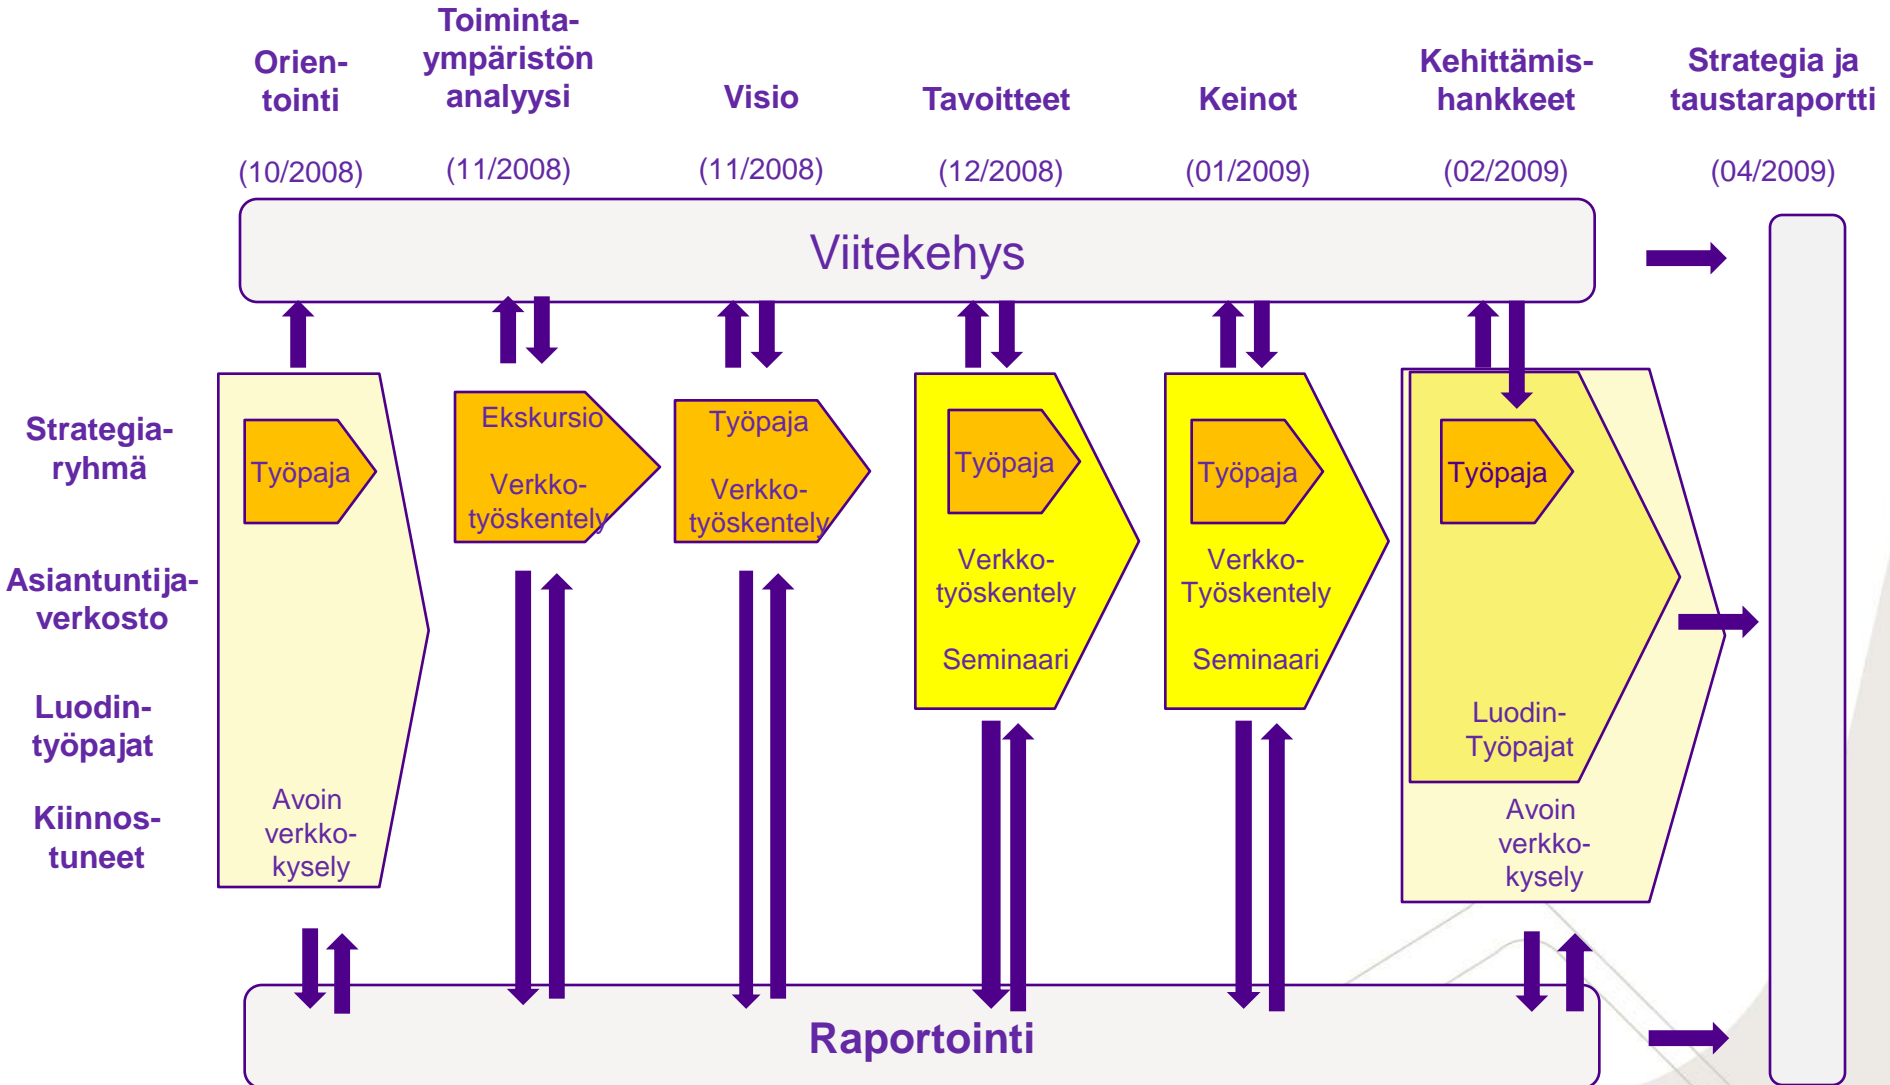 Orien-
tointi
(10/2008)
Toiminta-
ympäristön
analyysi
(11/2008)
Visio
(11/2008)
Tavoitteet
(12/2008)
Keinot
(01/2009)
Kehittämis-
hankkeet
(02/2009)
Strategia ja
taustaraportti
(04/2009)
Viitekehys
Strategia-
ryhmä
Asiantuntija-
verkosto
Luodin-
työpajat
Kiinnos-
tuneet
Työpaja
Avoin
verkko-
kysely
Ekskursio
Verkko-
työskentely
Työpaja
Verkko-
työskentely
Työpaja
Verkko-
työskentely
Seminaari
Työpaja
Verkko-
Työskentely
Seminaari
Työpaja
Luodin-
Työpajat
Avoin
verkko-
kysely
Raportointi